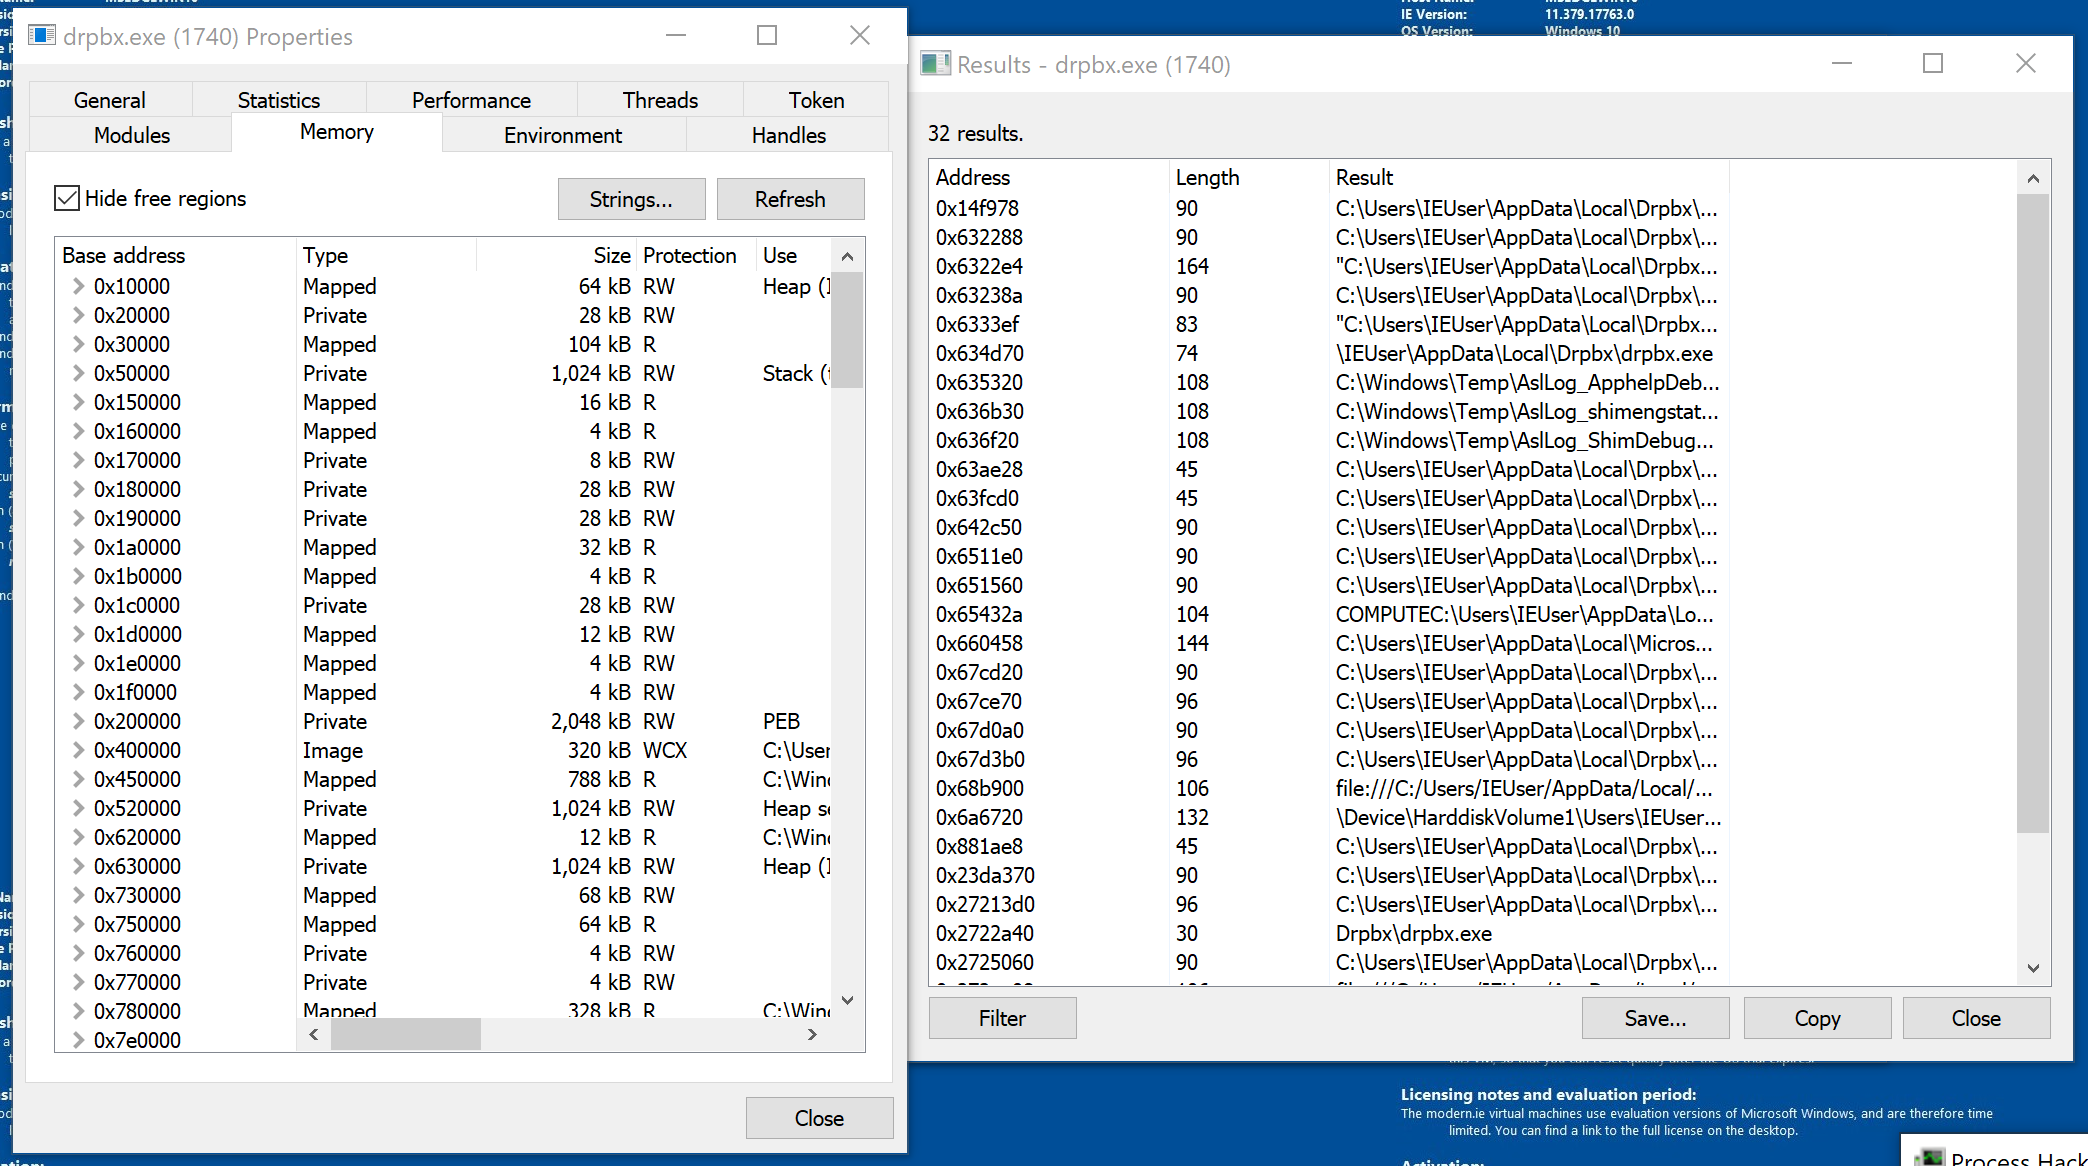 drpbx.exe (1740) Properties
General Statistics Performance Threads Token
Modules Memory Environment Handles
Hide free regions Strings... Refresh
Base address Type Size Protection Use
0x10000 Mapped 64 kB RW Heap (
0x20000 Private 28 kB RW
0x30000 Mapped 104 kB R
0x50000 Private 1,024 kB RW Stack (
0x150000 Mapped 16 kB R
0x160000 Mapped 4 kB R
0x170000 Private 8 kB RW
0x180000 Private 28 kB RW
0x190000 Private 28 kB RW
0x1a0000 Mapped 32 kB R
0x1b0000 Mapped 4 kB R
0x1c0000 Private 28 kB RW
0x1d0000 Mapped 12 kB RW
0x1e0000 Mapped 4 kB RW
0x1f0000 Mapped 4 kB RW
0x200000 Private 2,048 kB RW PEB
0x400000 Image 320 kB WCX C:\User
0x450000 Mapped 788 kB R C:\Wind
0x520000 Private 1,024 kB RW Heap se
0x620000 Mapped 12 kB R C:\Wind
0x630000 Private 1,024 kB RW Heap (
0x730000 Mapped 68 kB RW
0x750000 Mapped 64 kB R
0x760000 Private 4 kB RW
0x770000 Private 4 kB RW
0x780000 Mapped 328 kB R C:\Wind
0x7e0000
Close
IE Version: 11.379.17763.0
OS Version: Windows 10
Results - drpbx.exe (1740)
32 results.
Address Length Result
0x14f978 90 C:\Users\IEUser\AppData\Local\Drpbx\...
0x632288 90 C:\Users\IEUser\AppData\Local\Drpbx\...
0x6322e4 164 "C:\Users\IEUser\AppData\Local\Drpbx...
0x63238a 90 C:\Users\IEUser\AppData\Local\Drpbx\...
0x6333ef 83 "C:\Users\IEUser\AppData\Local\Drpbx...
0x634d70 74 \IEUser\AppData\Local\Drpbx\drpbx.exe
0x635320 108 C:\Windows\Temp\AslLog_ApphelpDeb...
0x636b30 108 C:\Windows\Temp\AslLog_shimengstat...
0x636f20 108 C:\Windows\Temp\AslLog_ShimDebug...
0x63ae28 45 C:\Users\IEUser\AppData\Local\Drpbx\...
0x63fcd0 45 C:\Users\IEUser\AppData\Local\Drpbx\...
0x642c50 90 C:\Users\IEUser\AppData\Local\Drpbx\...
0x6511e0 90 C:\Users\IEUser\AppData\Local\Drpbx\...
0x651560 90 C:\Users\IEUser\AppData\Local\Drpbx\...
0x65432a 104 COMPUTEC:\Users\IEUser\AppData\Lo...
0x660458 144 C:\Users\IEUser\AppData\Local\Micros...
0x67cd20 90 C:\Users\IEUser\AppData\Local\Drpbx\...
0x67ce70 96 C:\Users\IEUser\AppData\Local\Drpbx\...
0x67d0a0 90 C:\Users\IEUser\AppData\Local\Drpbx\...
0x67d3b0 96 C:\Users\IEUser\AppData\Local\Drpbx\...
0x68b900 106 file:///C:/Users/IEUser/AppData/Local/...
0x6a6720 132 \Device\HarddiskVolume1\Users\IEUser...
0x881ae8 45 C:\Users\IEUser\AppData\Local\Drpbx\...
0x23da370 90 C:\Users\IEUser\AppData\Local\Drpbx\...
0x27213d0 96 C:\Users\IEUser\AppData\Local\Drpbx\...
0x2722a40 30 Drpbx\drpbx.exe
0x2725060 90 C:\Users\IEUser\AppData\Local\Drpbx\...
Filter Save... Copy Close
Licensing notes and evaluation period:
The modern.ie virtual machines use evaluation versions of Microsoft Windows, and are therefore time
limited. You can find a link to the full license on the desktop.
Activation:
Process Hack